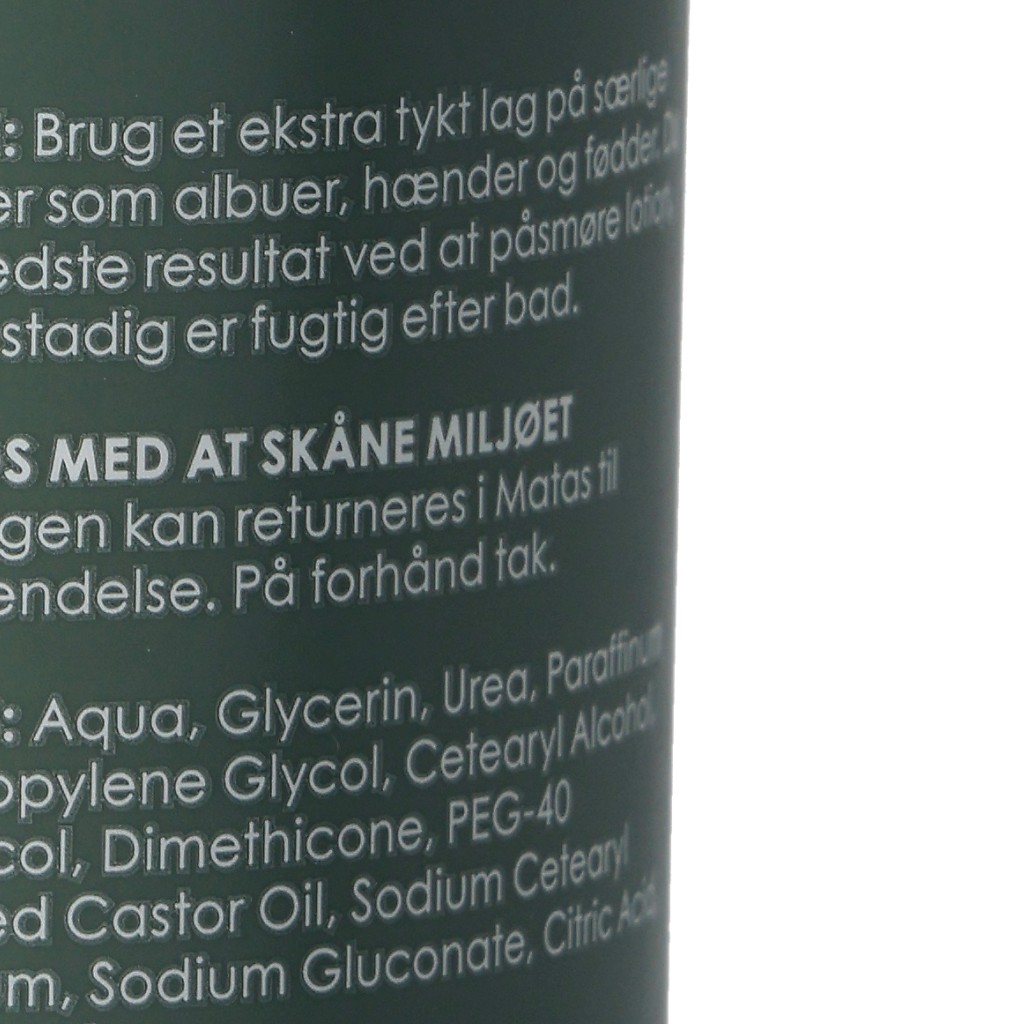 : Brug et ekstra tykt lag på særlige
er som albuer, hænder og fødder. Du
edste resultat ved at påsmøre lotion,
stadig er fugtig efter bad.
S MED AT SKÅNE MILJØET
gen kan returneres i Matas til
endelse. På forhånd tak.
: Aqua, Glycerin, Urea, Paraffinum
opylene Glycol, Cetearyl Alcohol,
col, Dimethicone, PEG-40
ed Castor Oil, Sodium Cetearyl
m, Sodium Gluconate, Citric Acid,